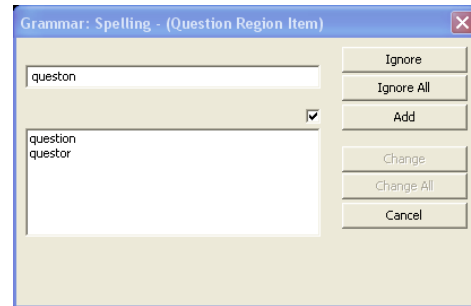 Grammar: Spelling - (Question Region Item)
queston
question
questor
Ignore
Ignore All
Add
Change
Change All
Cancel